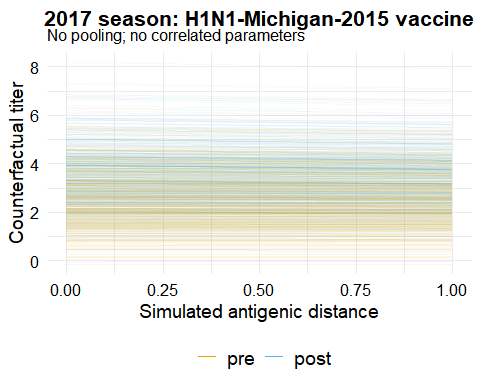 2017 season: H1N1-Michigan-2015 vaccine
No pooling; no correlated parameters
Counterfactual titer
8
6
4
2
0
0.00 0.25 0.50 0.75 1.00
Simulated antigenic distance
pre post